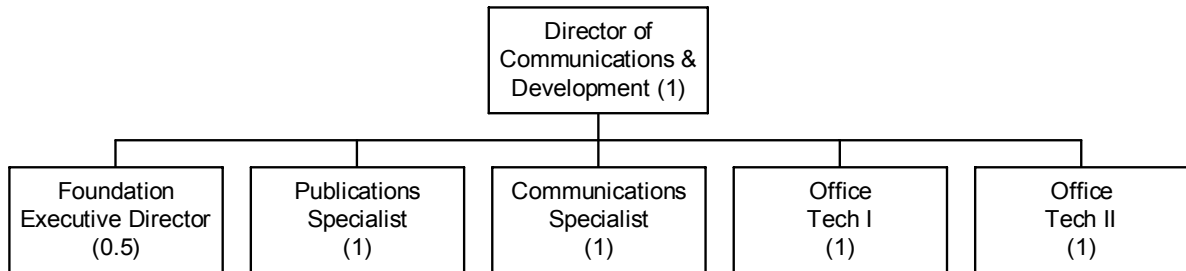 Director of
Communications &
Development (1)
Foundation
Executive Director
(0.5)
Publications
Specialist
(1)
Communications
Specialist
(1)
Office
Tech I
(1)
Office
Tech II
(1)